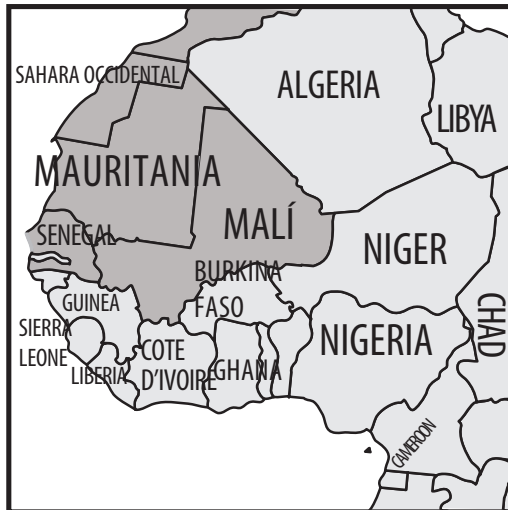 SAHARA OCCIDENTAL
ALGERIA
LIBYA
MAURITANIA
MALÍ
SENEGAL
NIGER
BURKINA
FASO
GUINEA
CHAD
SIERRA
LEONE
COTE
D'IVOIRE
GHANA
NIGERIA
LIBERIA
CAMEROON